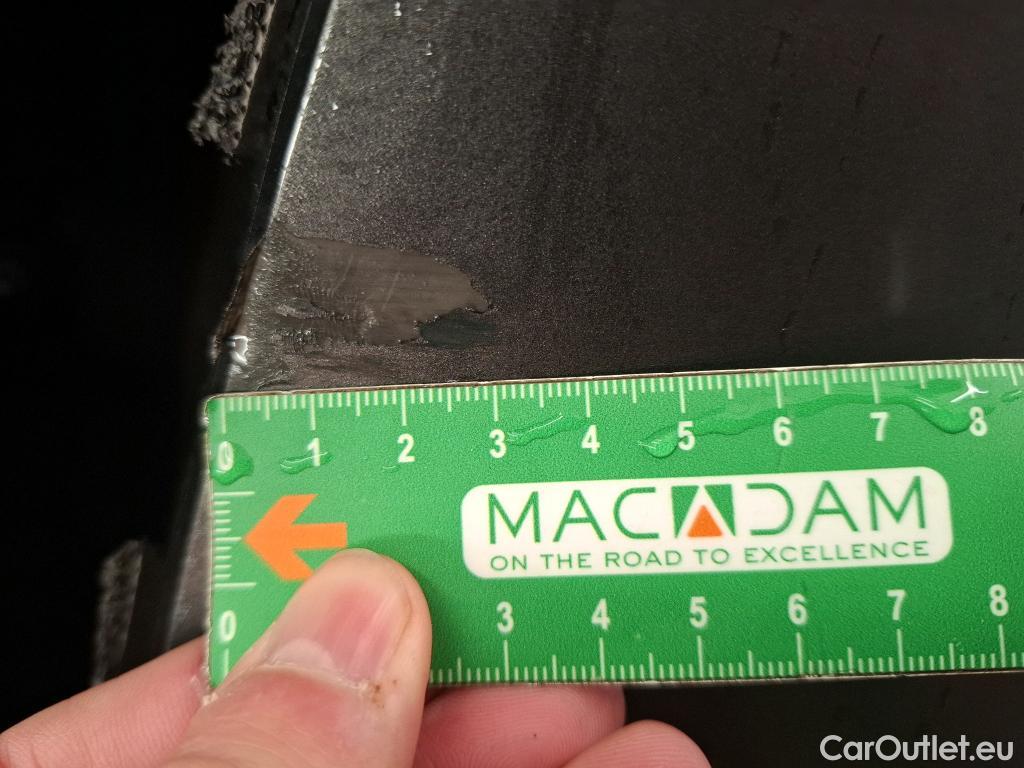 0 1 2 3 4 5 6 7 8
MACADAM
ON THE ROAD TO EXCELLENCE
0 3 4 5 6 7 8
CarOutlet.eu